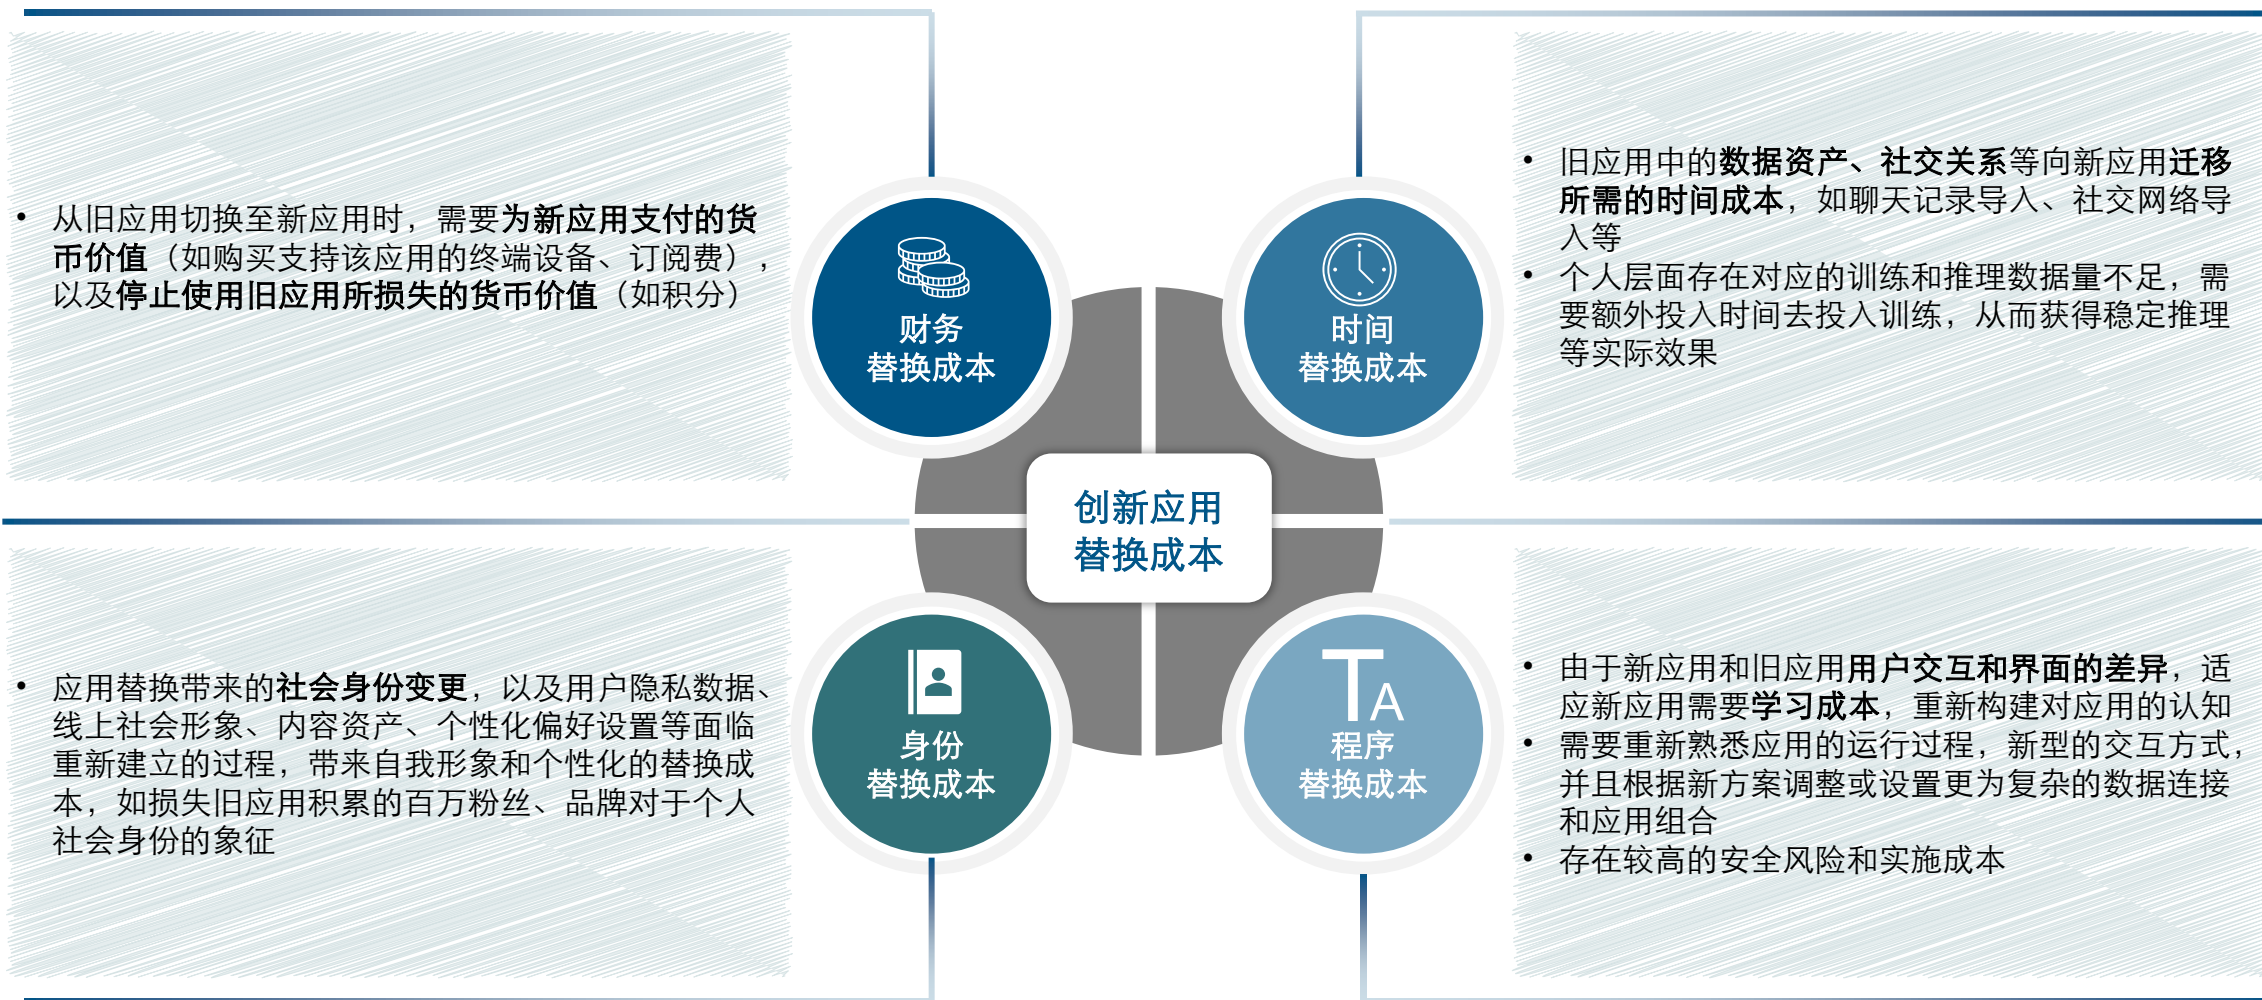 • 从旧应用切换至新应用时，需要为新应用支付的货
币价值（如购买支持该应用的终端设备、订阅费），
以及停止使用旧应用所损失的货币价值（如积分）
财务
替换成本
时间
替换成本
• 旧应用中的数据资产、社交关系等向新应用迁移
所需的时间成本，如聊天记录导入、社交网络导
入等
• 个人层面存在对应的训练和推理数据量不足，需
要额外投入时间去投入训练，从而获得稳定推理
等实际效果
创新应用
替换成本
• 应用替换带来的社会身份变更，以及用户隐私数据、
线上社会形象、内容资产、个性化偏好设置等面临
重新建立的过程，带来自我形象和个性化的替换成
本，如损失旧应用积累的百万粉丝、品牌对于个人
社会身份的象征
身份
替换成本
TA
程序
替换成本
• 由于新应用和旧应用用户交互和界面的差异，适
应新应用需要学习成本，重新构建对应用的认知
• 需要重新熟悉应用的运行过程，新型的交互方式，
并且根据新方案调整或设置更为复杂的数据连接
和应用组合
• 存在较高的安全风险和实施成本